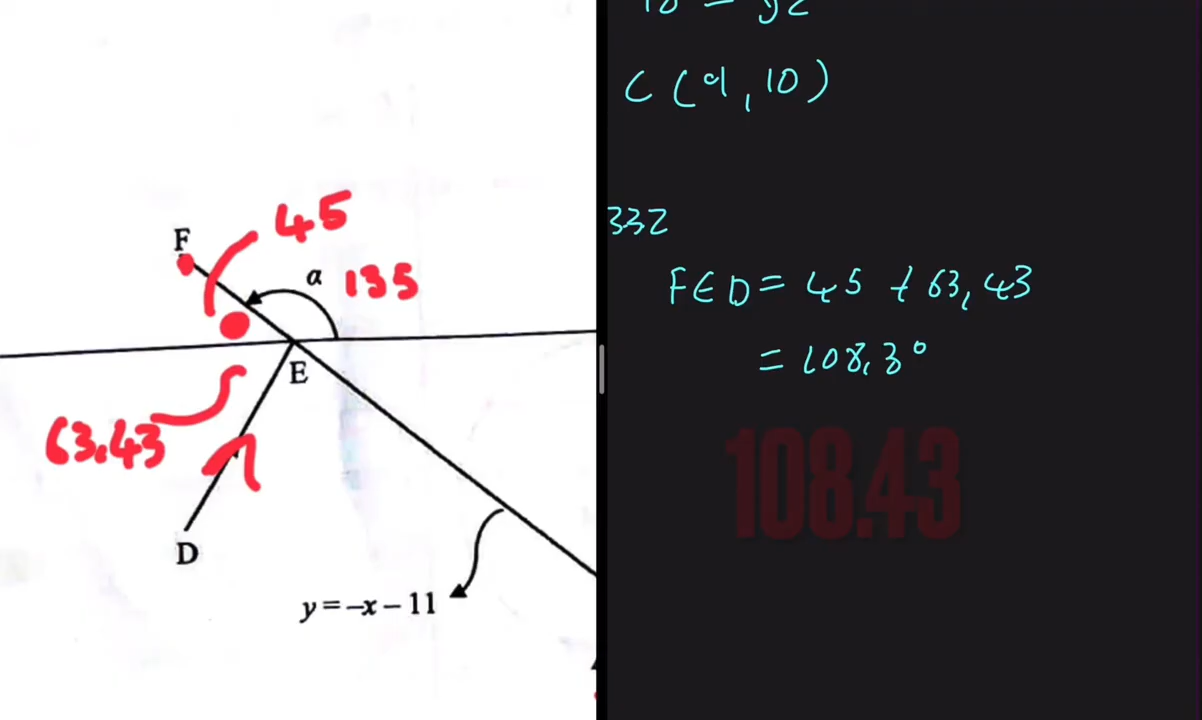 C (9, 10)
332
FED = 45 + 63,43
= 108,3°
108.43
45
F
α 135
E
63.43
D
y = –x – 11